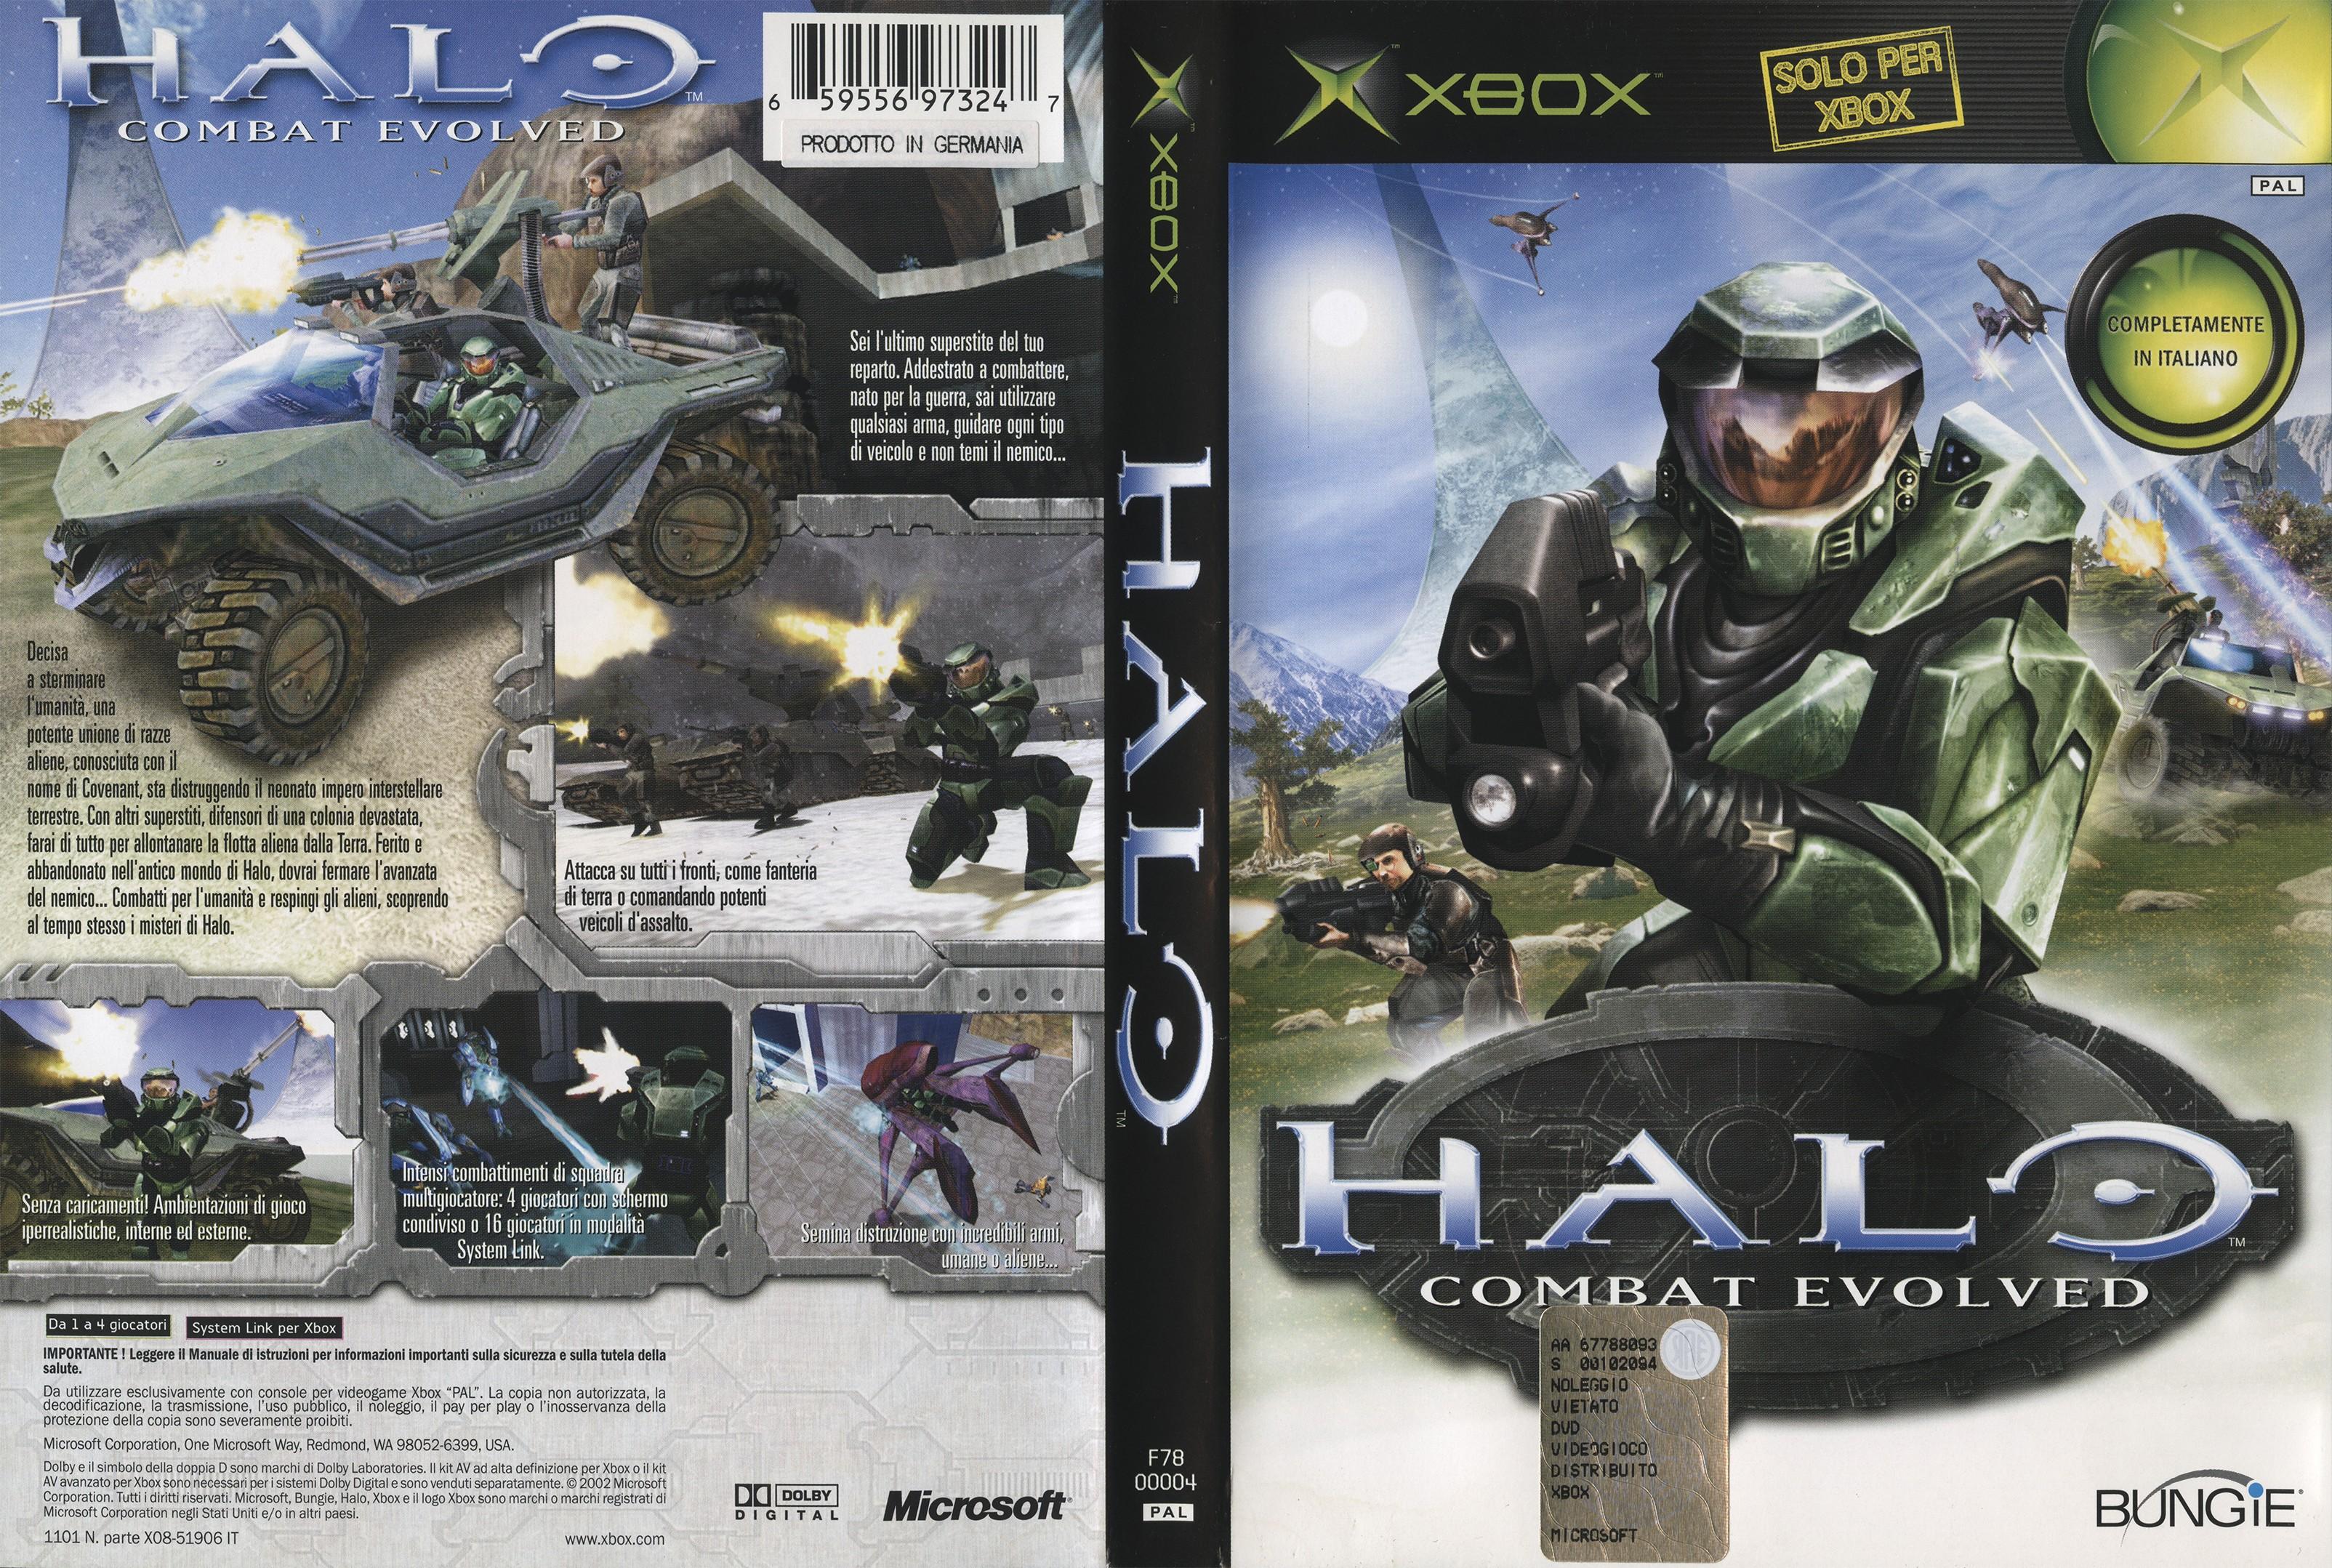 HALO
™
COMBAT EVOLVED
6 59556 97324 7
PRODOTTO IN GERMANIA
Sei l'ultimo superstite del tuo
reparto. Addestrato a combattere,
nato per la guerra, sai utilizzare
qualsiasi arma, guidare ogni tipo
di veicolo e non temi il nemico...
Decisa
a sterminare
l'umanità, una
potente unione di razze
aliene, conosciuta con il
nome di Covenant, sta distruggendo il neonato impero interstellare
terrestre. Con altri superstiti, difensori di una colonia devastata,
farai di tutto per allontanare la flotta aliena dalla Terra. Ferito e
abbandonato nell'antico mondo di Halo, dovrai fermare l'avanzata
del nemico... Combatti per l'umanità e respingi gli alieni, scoprendo
al tempo stesso i misteri di Halo.
Attacca su tutti i fronti, come fanteria
di terra o comandando potenti
veicoli d'assalto.
Senza caricamenti! Ambientazioni di gioco
iperrealistiche, interne ed esterne.
Intensi combattimenti di squadra
multigiocatore: 4 giocatori con schermo
condiviso o 16 giocatori in modalità
System Link.
Semina distruzione con incredibili armi,
umane o aliene...
Da 1 a 4 giocatori
System Link per Xbox
IMPORTANTE ! Leggere il Manuale di istruzioni per informazioni importanti sulla sicurezza e sulla tutela della
salute.
Da utilizzare esclusivamente con console per videogame Xbox “PAL”. La copia non autorizzata, la
decodificazione, la trasmissione, l'uso pubblico, il noleggio, il pay per play o l'inosservanza della
protezione della copia sono severamente proibiti.
Microsoft Corporation, One Microsoft Way, Redmond, WA 98052-6399, USA.
Dolby e il simbolo della doppia D sono marchi di Dolby Laboratories. Il kit AV ad alta definizione per Xbox o il kit
AV avanzato per Xbox sono necessari per i sistemi Dolby Digital e sono venduti separatamente. © 2002 Microsoft
Corporation. Tutti i diritti riservati. Microsoft, Bungie, Halo, Xbox e il logo Xbox sono marchi o marchi registrati di
Microsoft Corporation negli Stati Uniti e/o in altri paesi.
1101 N. parte X08-51906 IT
www.xbox.com
DOLBY
DIGITAL
Microsoft®
XBOX™
HALO™
F78
00004
PAL
XBOX™
SOLO PER
XBOX
PAL
COMPLETAMENTE
IN ITALIANO
HALO™
COMBAT EVOLVED
AA 67788093
S 00102094
NOLEGGIO
VIETATO
DVD
VIDEOGIOCO
DISTRIBUITO
XBOX
MICROSOFT
BUNGiE®